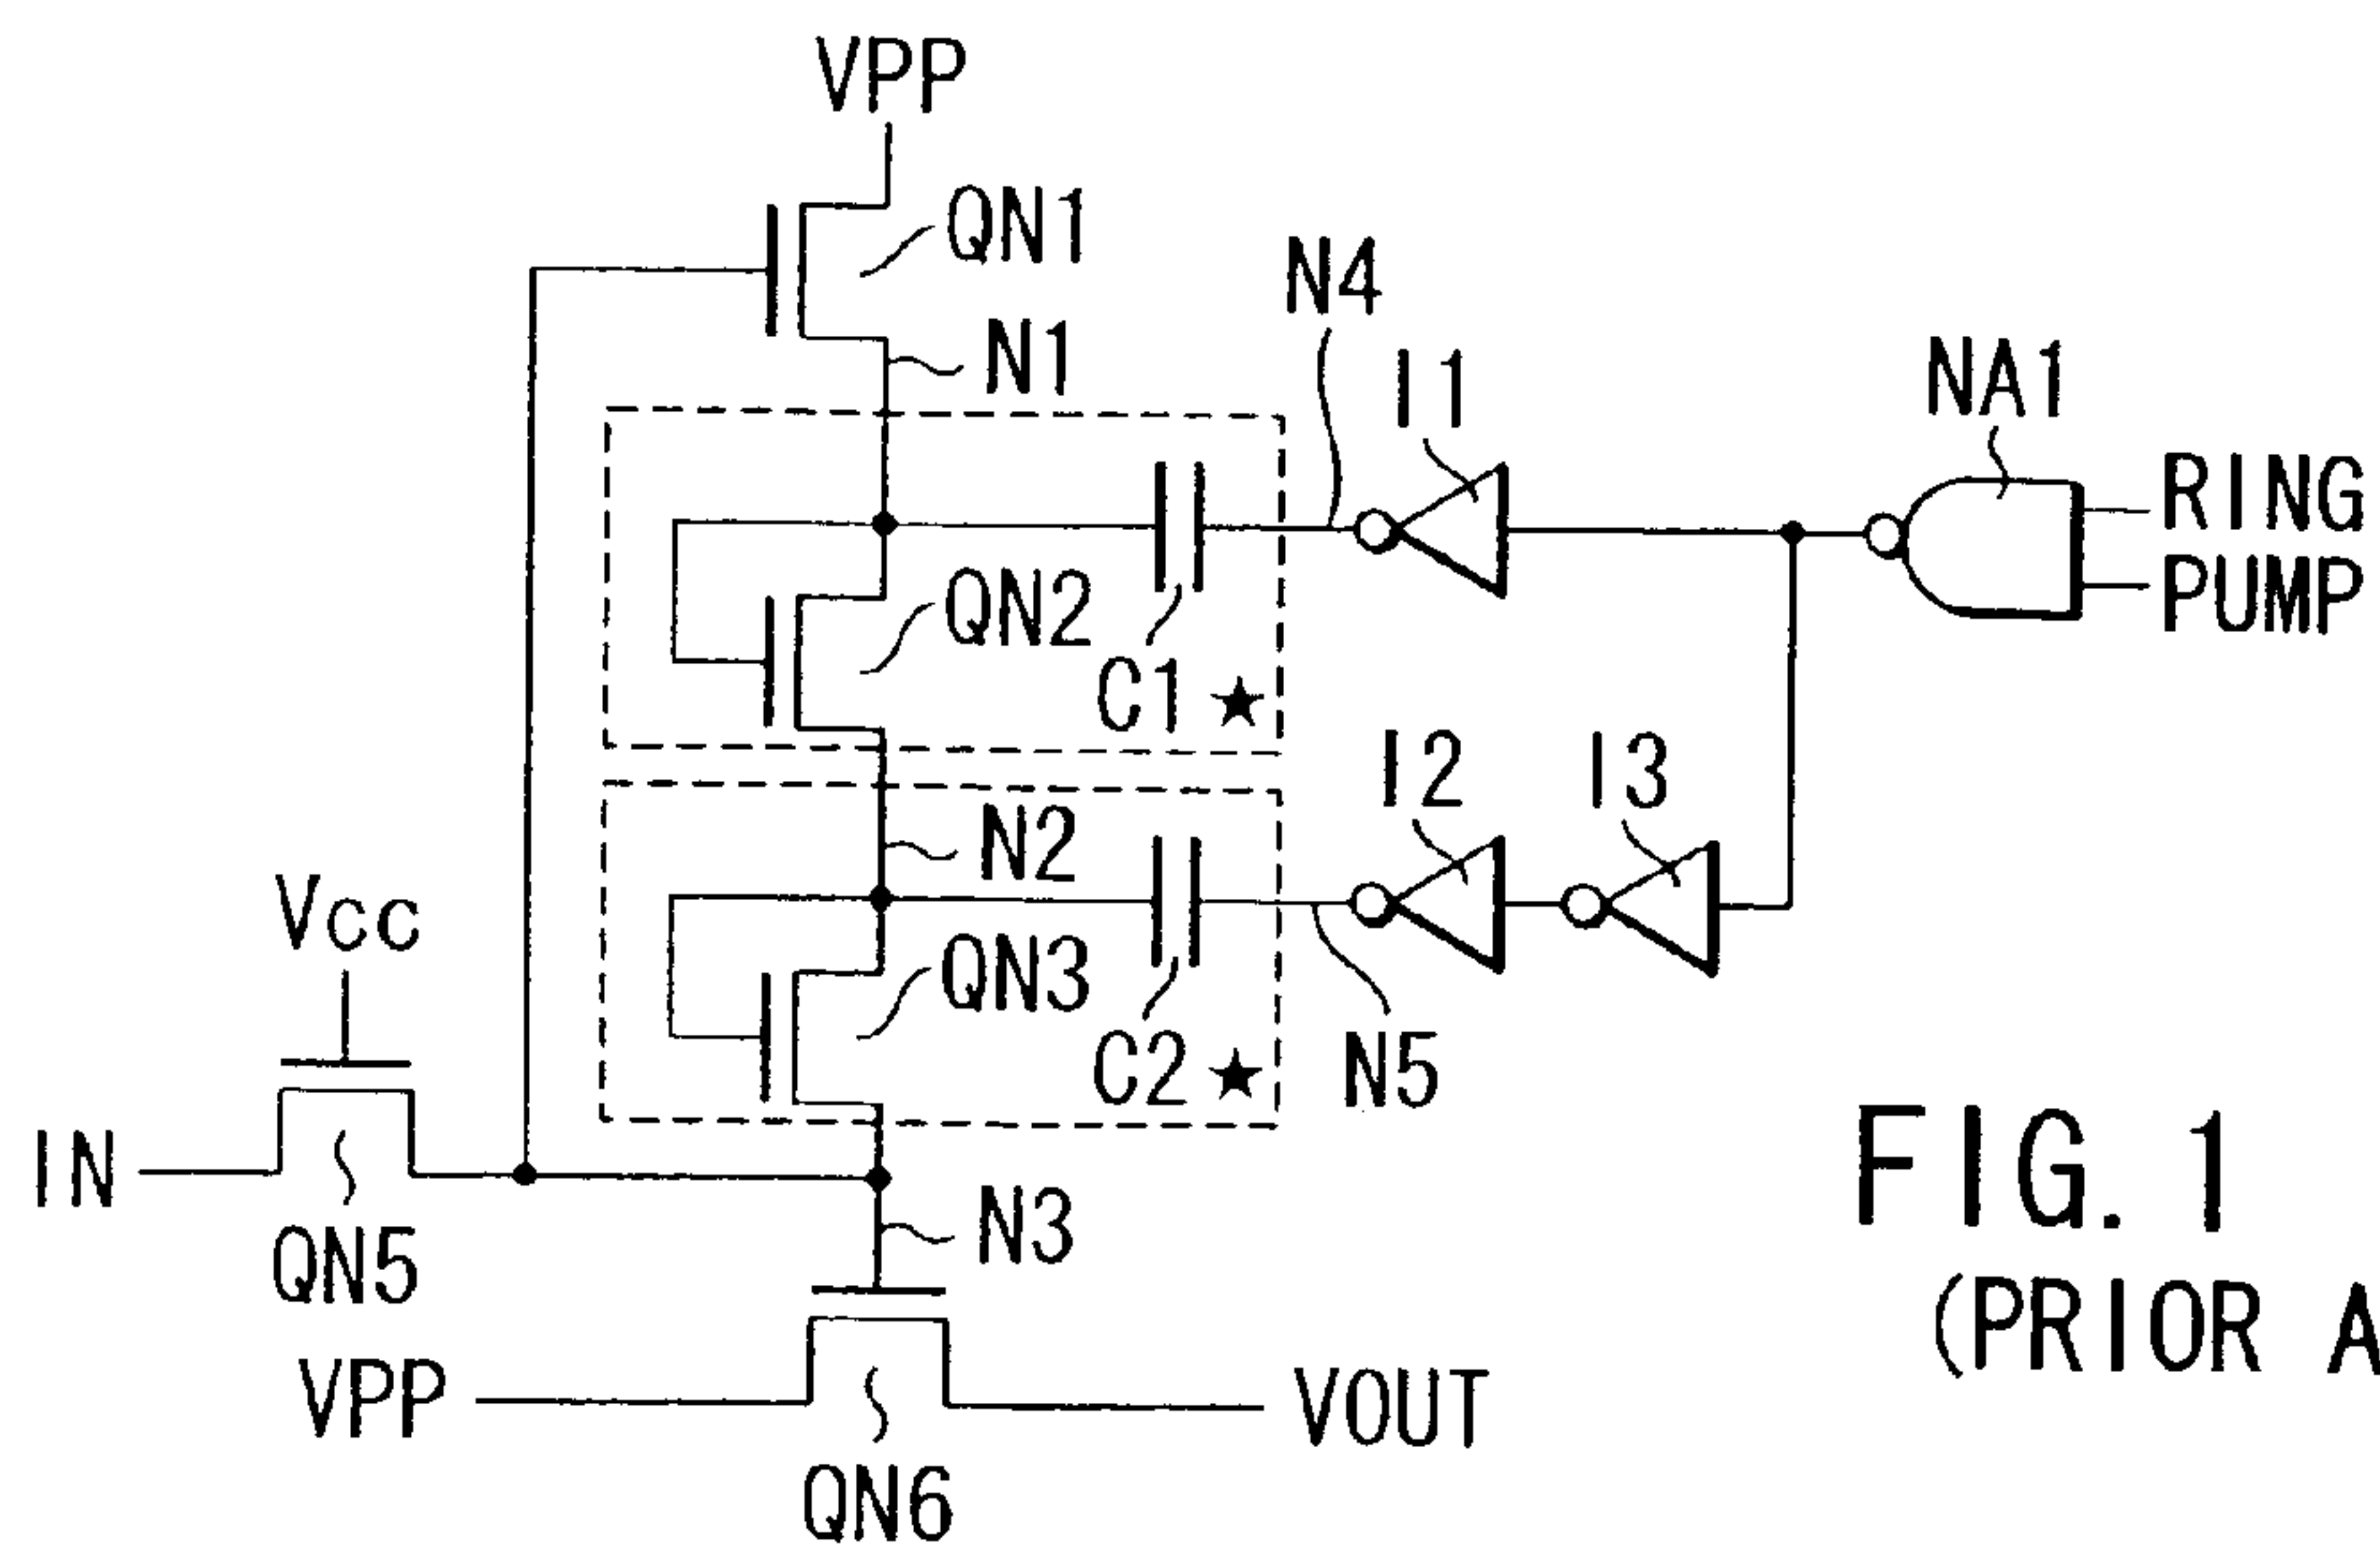 VPP
QN1
N4
N1
I1
NA1
RING
PUMP
QN2
C1 ★
I2
I3
N2
Vcc
QN3
C2 ★
N5
IN
QN5
N3
VPP
VOUT
QN6
FIG. 1
(PRIOR A